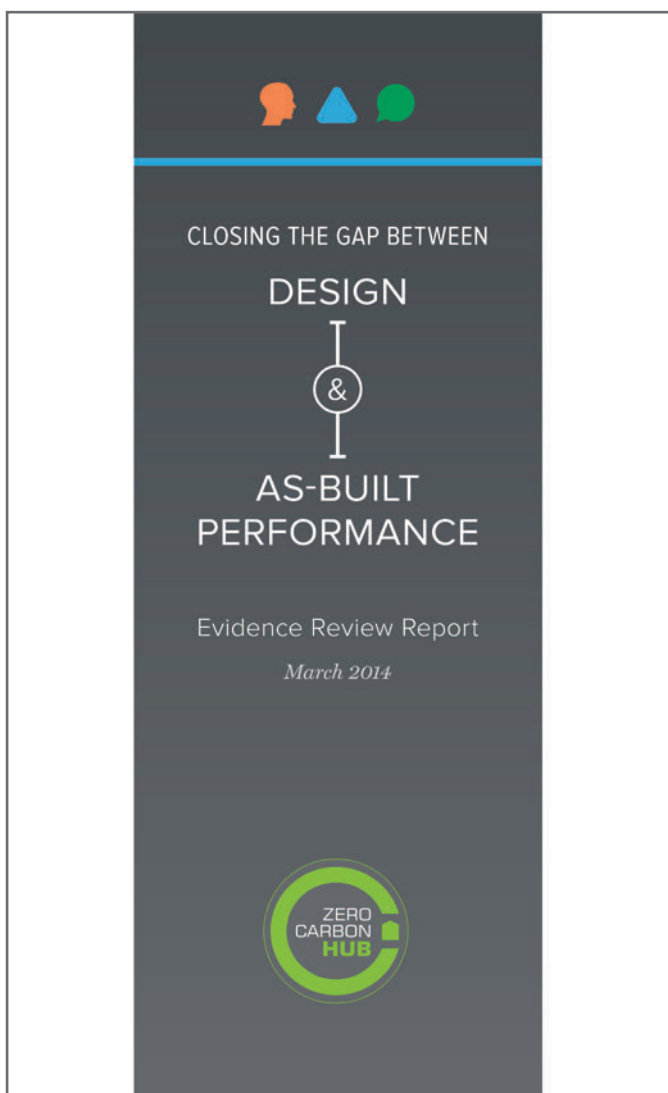 CLOSING THE GAP BETWEEN
DESIGN
&
AS-BUILT
PERFORMANCE
Evidence Review Report
March 2014
ZERO
CARBON
HUB